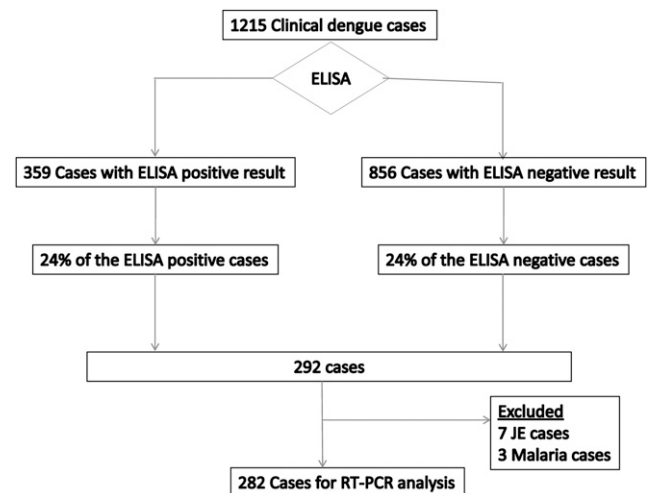 1215 Clinical dengue cases
ELISA
359 Cases with ELISA positive result
856 Cases with ELISA negative result
24% of the ELISA positive cases
24% of the ELISA negative cases
292 cases
Excluded
7 JE cases
3 Malaria cases
282 Cases for RT-PCR analysis